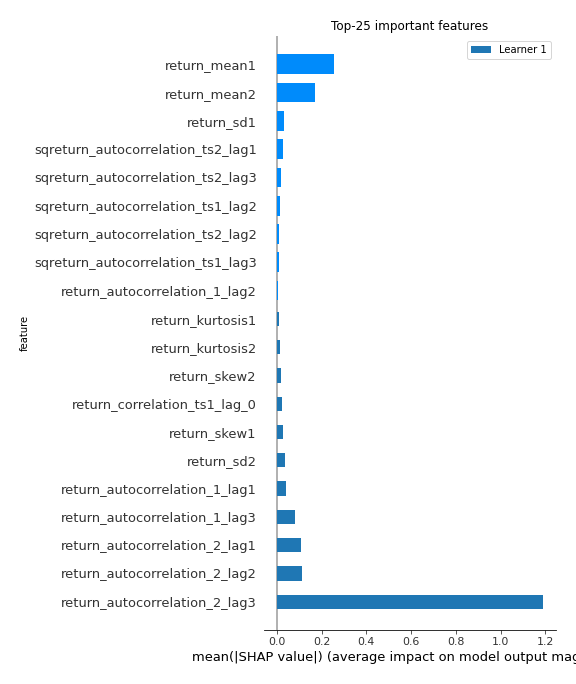 Top-25 important features
Learner 1
return_mean1
return_mean2
return_sd1
sqreturn_autocorrelation_ts2_lag1
sqreturn_autocorrelation_ts2_lag3
sqreturn_autocorrelation_ts1_lag2
sqreturn_autocorrelation_ts2_lag2
sqreturn_autocorrelation_ts1_lag3
return_autocorrelation_1_lag2
return_kurtosis1
return_kurtosis2
return_skew2
return_correlation_ts1_lag_0
return_skew1
return_sd2
return_autocorrelation_1_lag1
return_autocorrelation_1_lag3
return_autocorrelation_2_lag1
return_autocorrelation_2_lag2
return_autocorrelation_2_lag3
feature
0.0 0.2 0.4 0.6 0.8 1.0 1.2
mean(|SHAP value|) (average impact on model output mag